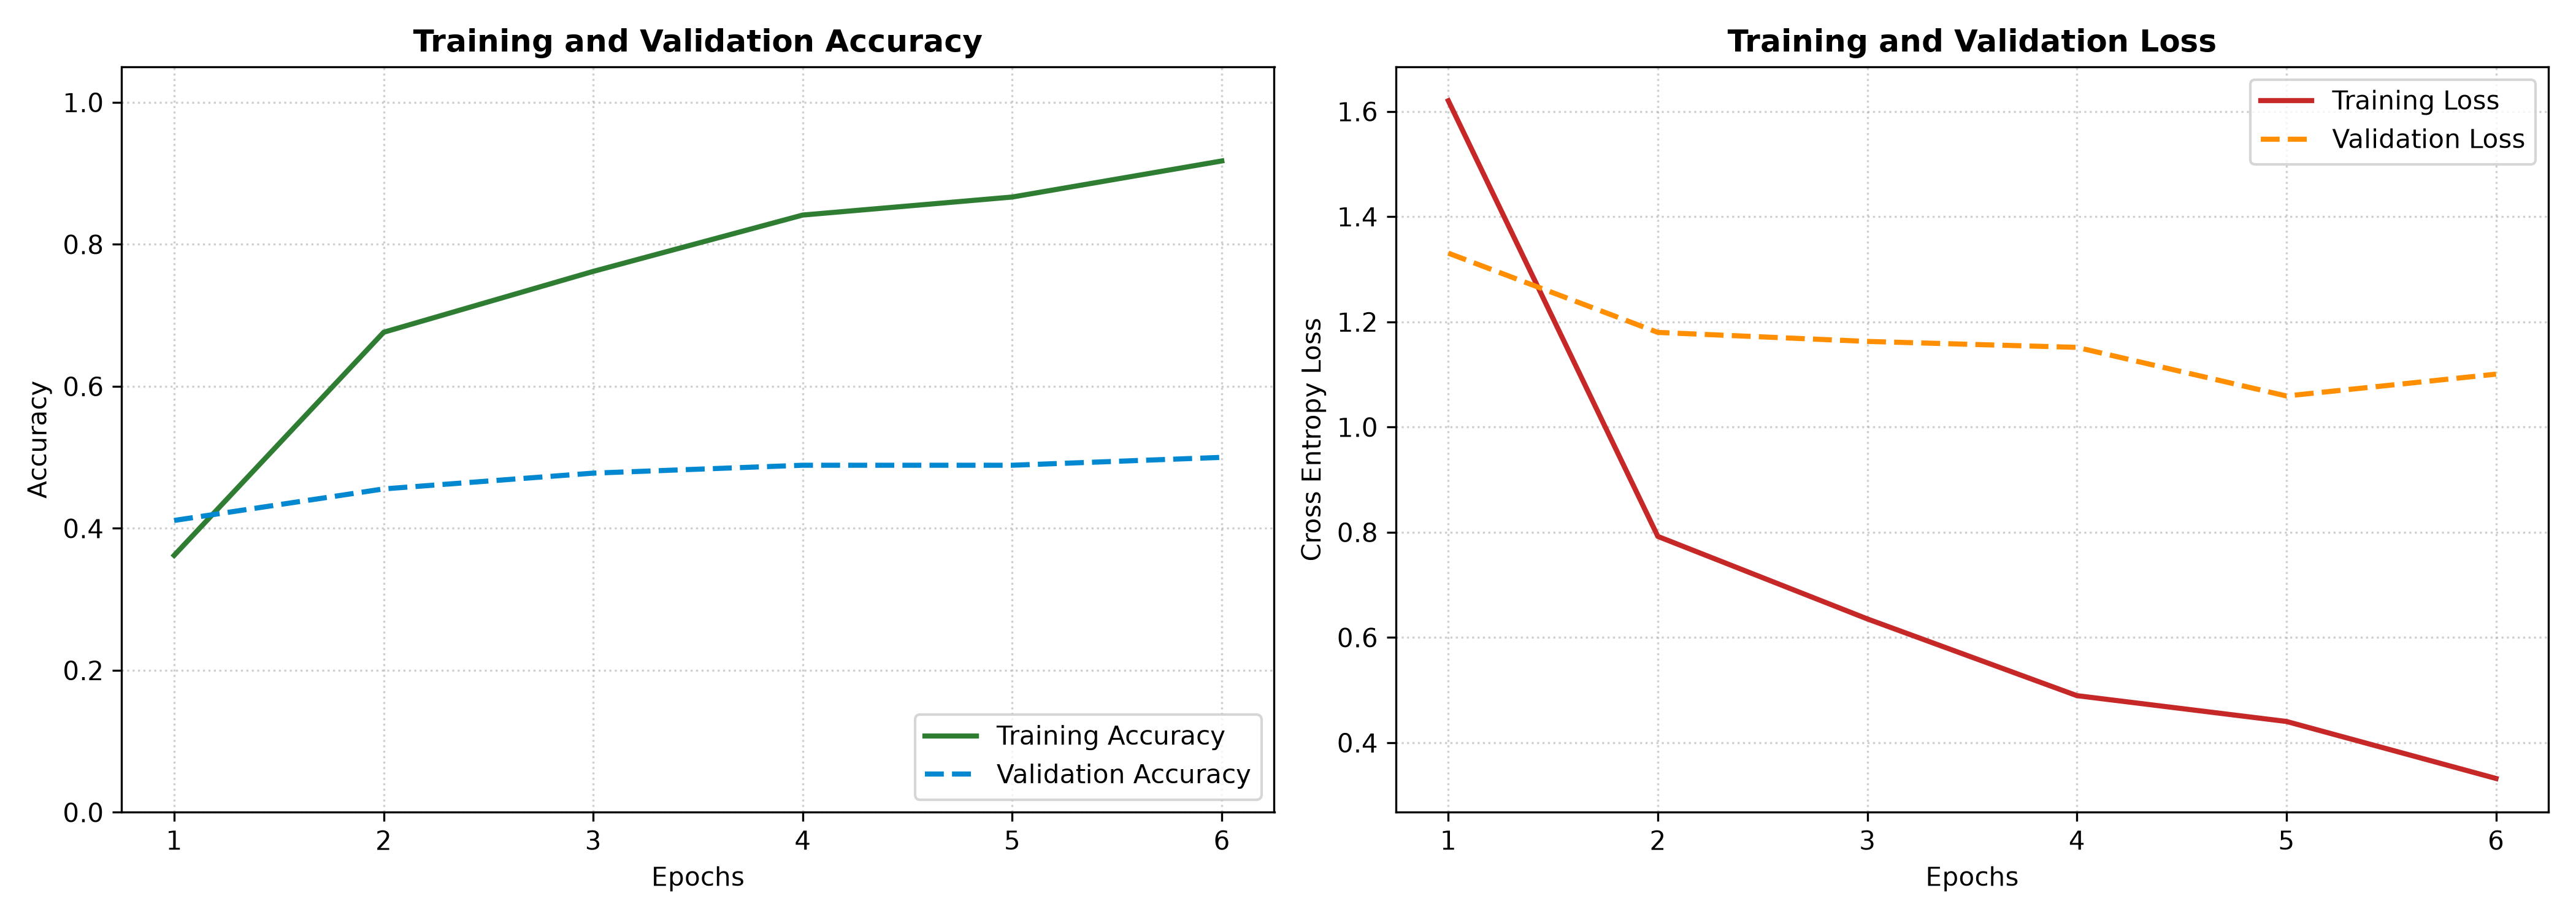 Training and Validation Accuracy
Accuracy
1.0
0.8
0.6
0.4
0.2
0.0
1 2 3 4 5 6
Epochs
Training Accuracy
Validation Accuracy
Training and Validation Loss
Cross Entropy Loss
1.6
1.4
1.2
1.0
0.8
0.6
0.4
1 2 3 4 5 6
Epochs
Training Loss
Validation Loss